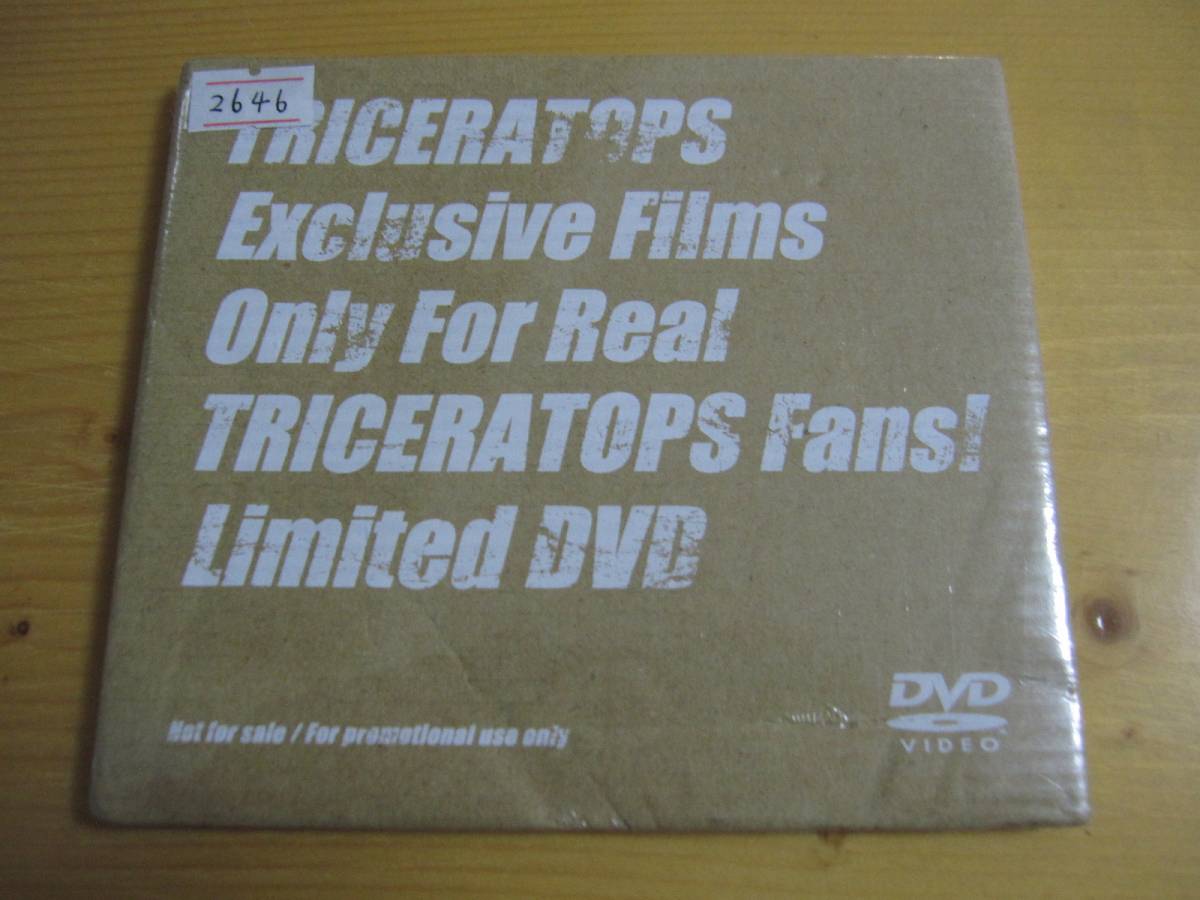 2646
TRICERATOPS
Exclusive Films
Only For Real
TRICERATOPS Fans!
Limited DVD
Not for sale / For promotional use only
DVD
VIDEO